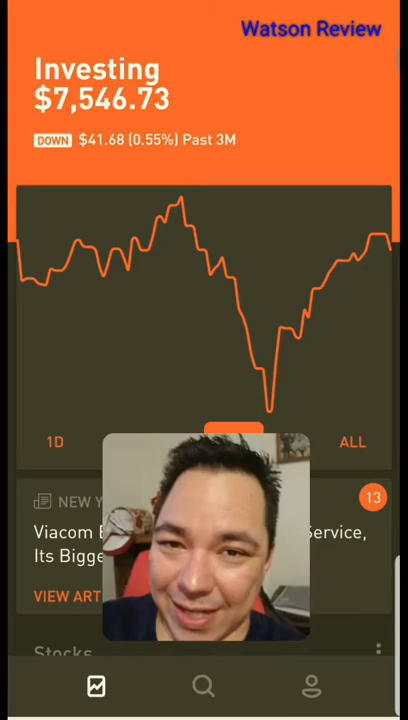 Watson Review
Investing
$7,546.73
DOWN $41.68 (0.55%) Past 3M
1D
ALL
13
NEW Y
Viacom
Service,
Its Bigge
VIEW ART
Stocks